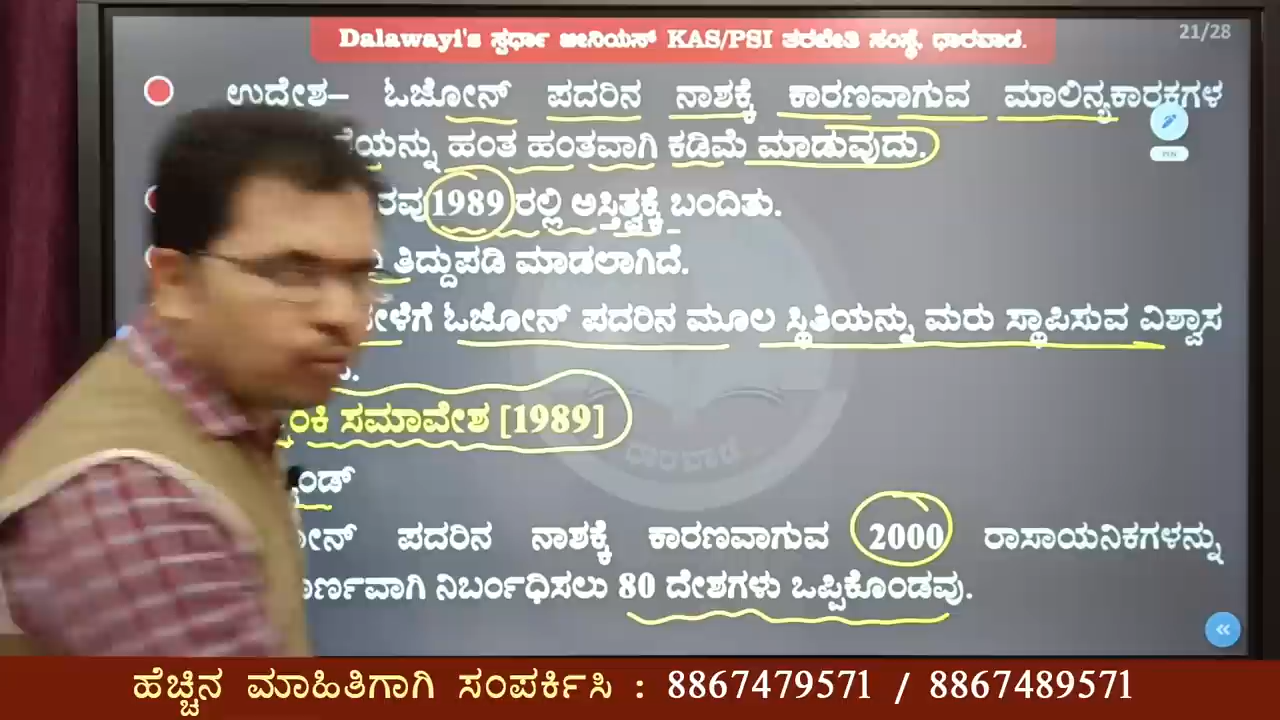 Dalawayi's ಸ್ಪರ್ಧಾ ಜೀನಿಯಸ್ KAS/PSI ತರಬೇತಿ ಸಂಸ್ಥೆ, ಧಾರವಾಡ.
21/28
ಉದೇಶ– ಓಜೋನ್ ಪದರಿನ ನಾಶಕ್ಕೆ ಕಾರಣವಾಗುವ ಮಾಲಿನ್ಯಕಾರಕಗಳ
ಹಂತ ಹಂತವಾಗಿ ಕಡಿಮೆ ಮಾಡುವುದು.
PEN
1989 ರಲ್ಲಿ ಅಸ್ತಿತ್ವಕ್ಕೆ ಬಂದಿತು.
ತಿದ್ದುಪಡಿ ಮಾಡಲಾಗಿದೆ.
ಓಜೋನ್ ಪದರಿನ ಮೂಲ ಸ್ಥಿತಿಯನ್ನು ಮರು ಸ್ಥಾಪಿಸುವ ವಿಶ್ವಾಸ
ಸಮಾವೇಶ [1989]
ಪದರಿನ ನಾಶಕ್ಕೆ ಕಾರಣವಾಗುವ 2000 ರಾಸಾಯನಿಕಗಳನ್ನು
ನಿರ್ಬಂಧಿಸಲು 80 ದೇಶಗಳು ಒಪ್ಪಿಕೊಂಡವು.
ಧಾರವಾಡ
ಹೆಚ್ಚಿನ ಮಾಹಿತಿಗಾಗಿ ಸಂಪರ್ಕಿಸಿ : 8867479571 / 8867489571